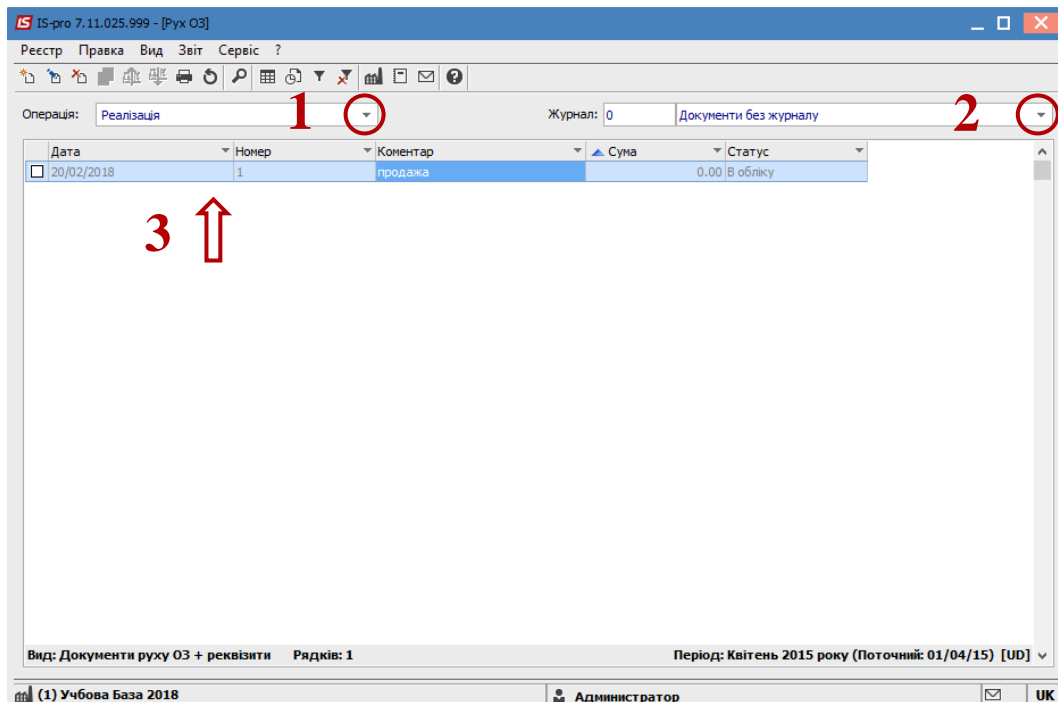 IS-pro 7.11.025.999 - [Рух ОЗ]
Реєстр Правка Вид Звіт Сервіс ?
Операція: Реалізація 1 Журнал: 0 Документи без журналу 2
Дата Номер Коментар Сума Статус
20/02/2018 1 продажа 0.00 В обліку
3
Вид: Документи руху ОЗ + реквізити Рядків: 1 Період: Квітень 2015 року (Поточний: 01/04/15) [UD]
(1) Учбова База 2018 Администратор UK